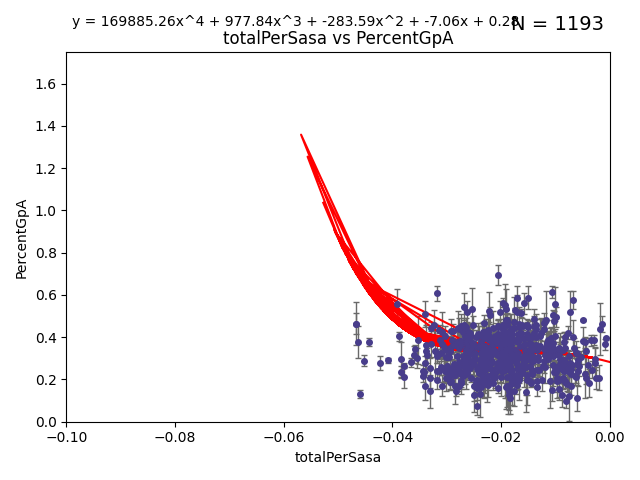 y = 169885.26x^4 + 977.84x^3 + -283.59x^2 + -7.06x + 0.28
N = 1193
totalPerSasa vs PercentGpA
1.6
1.4
1.2
1.0
0.8
0.6
0.4
0.2
0.0
PercentGpA
−0.10 −0.08 −0.06 −0.04 −0.02 0.00
totalPerSasa